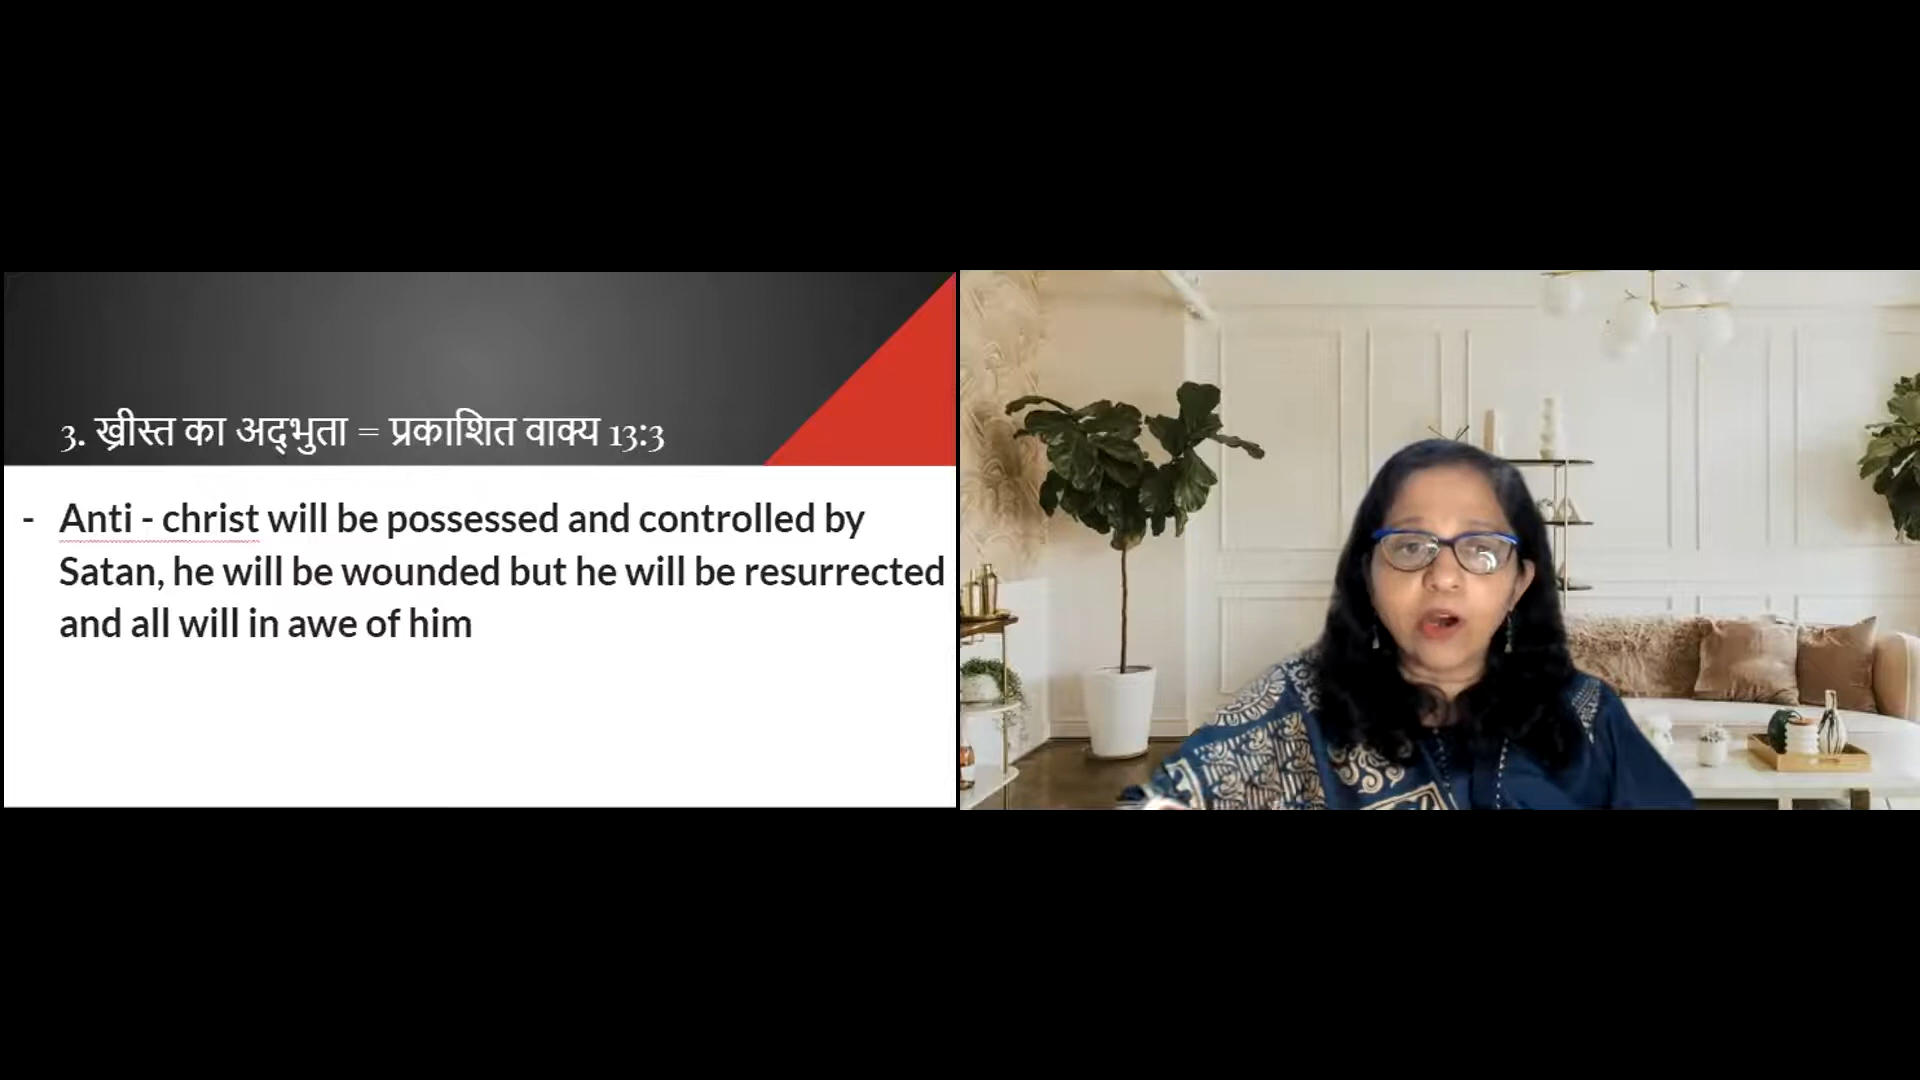 3. ख्रीस्त का अद्भुता = प्रकाशित वाक्य 13:3
- Anti - christ will be possessed and controlled by
Satan, he will be wounded but he will be resurrected
and all will in awe of him